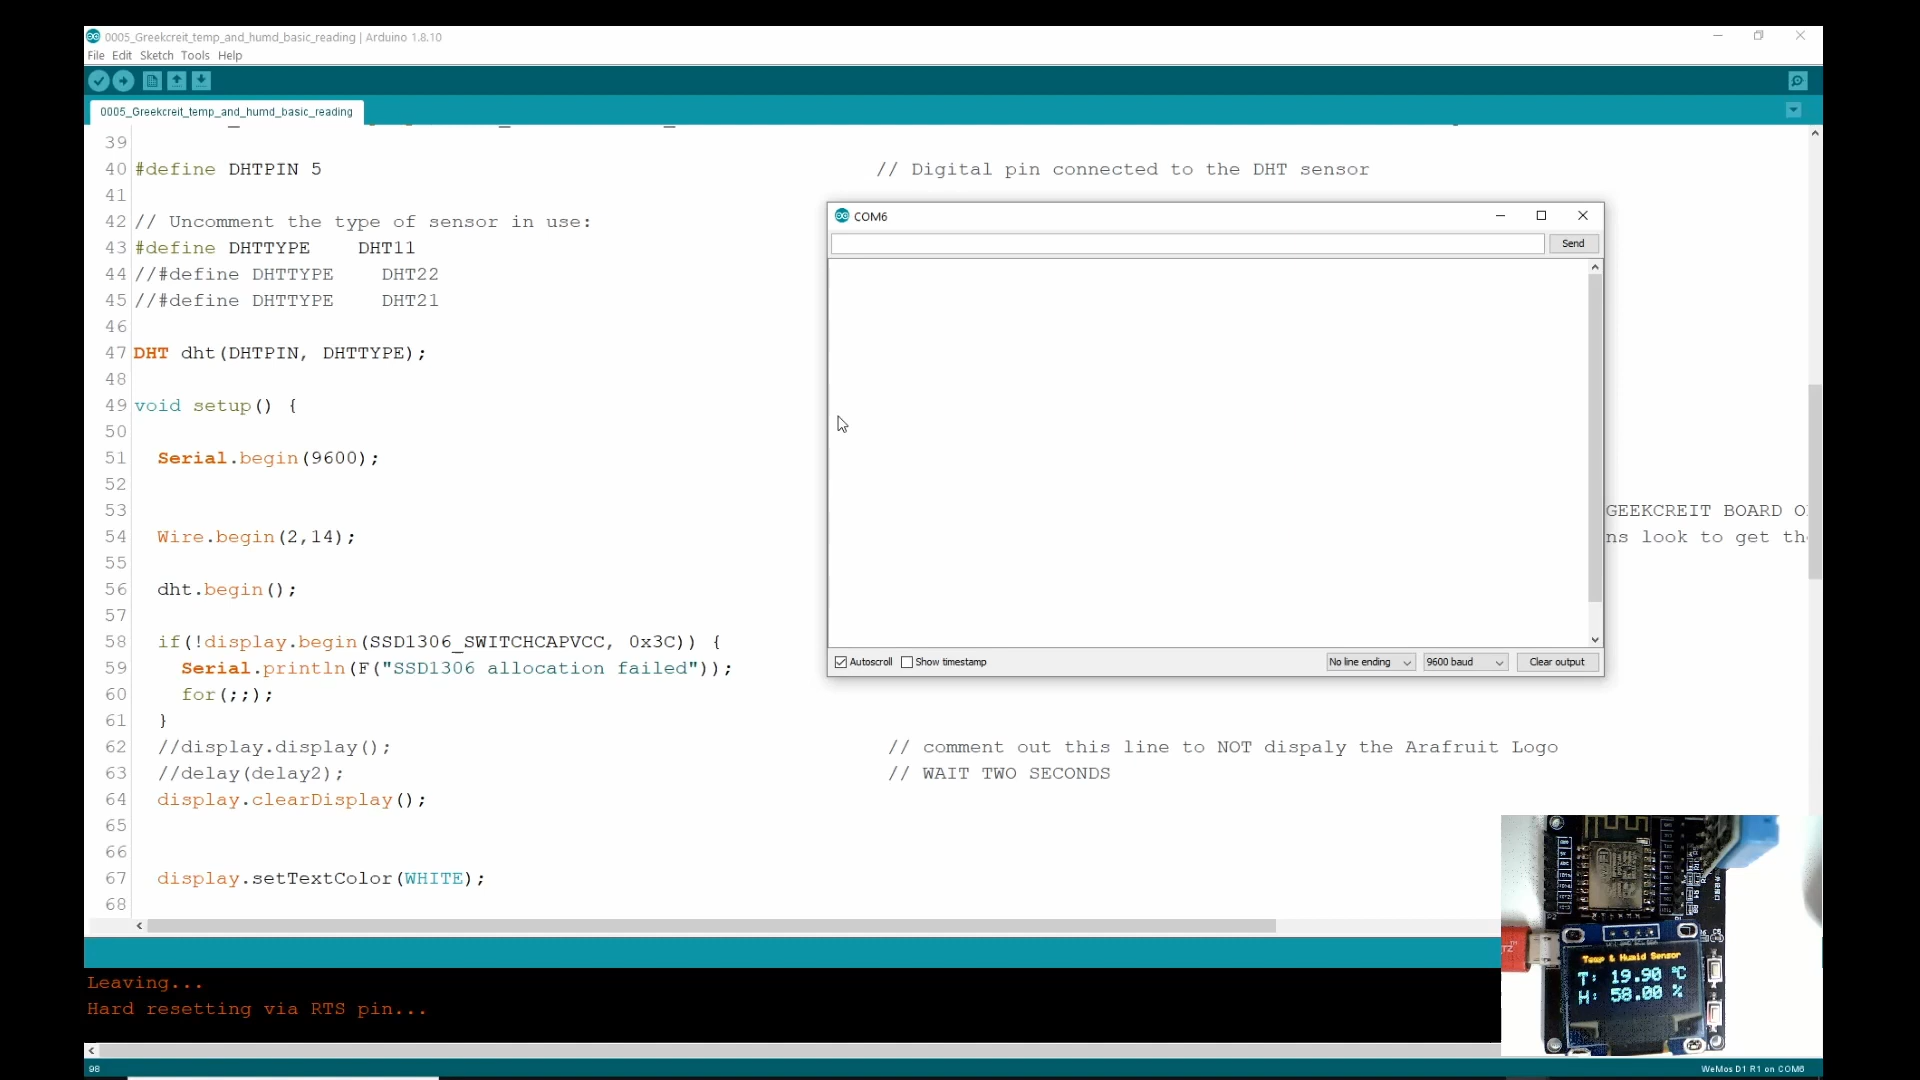 0005_Greekcreit_temp_and_humd_basic_reading | Arduino 1.8.10
File Edit Sketch Tools Help
0005_Greekcreit_temp_and_humd_basic_reading
39
40 #define DHTPIN 5 // Digital pin connected to the DHT sensor
41
42 // Uncomment the type of sensor in use:
43 #define DHTTYPE DHT11
44 //#define DHTTYPE DHT22
45 //#define DHTTYPE DHT21
46
47 DHT dht(DHTPIN, DHTTYPE);
48
49 void setup() {
50
51 Serial.begin(9600);
52
53 GEEKCREIT BOARD
54 Wire.begin(2,14); look to get
55
56 dht.begin();
57
58 if(!display.begin(SSD1306_SWITCHCAPVCC, 0x3C)) {
59 Serial.println(F("SSD1306 allocation failed"));
60 for(;;);
61 }
62 //display.display(); // comment out this line to NOT dispaly the Arafruit Logo
63 //delay(delay2); // WAIT TWO SECONDS
64 display.clearDisplay();
65
66
67 display.setTextColor(WHITE);
68
COM6
Send
Autoscroll Show timestamp No line ending 9600 baud Clear output
Temp & Humid Sensor
T: 19.90 °C
H: 58.00 %
Leaving...
Hard resetting via RTS pin...
98 WeMos D1 R1 on COM6